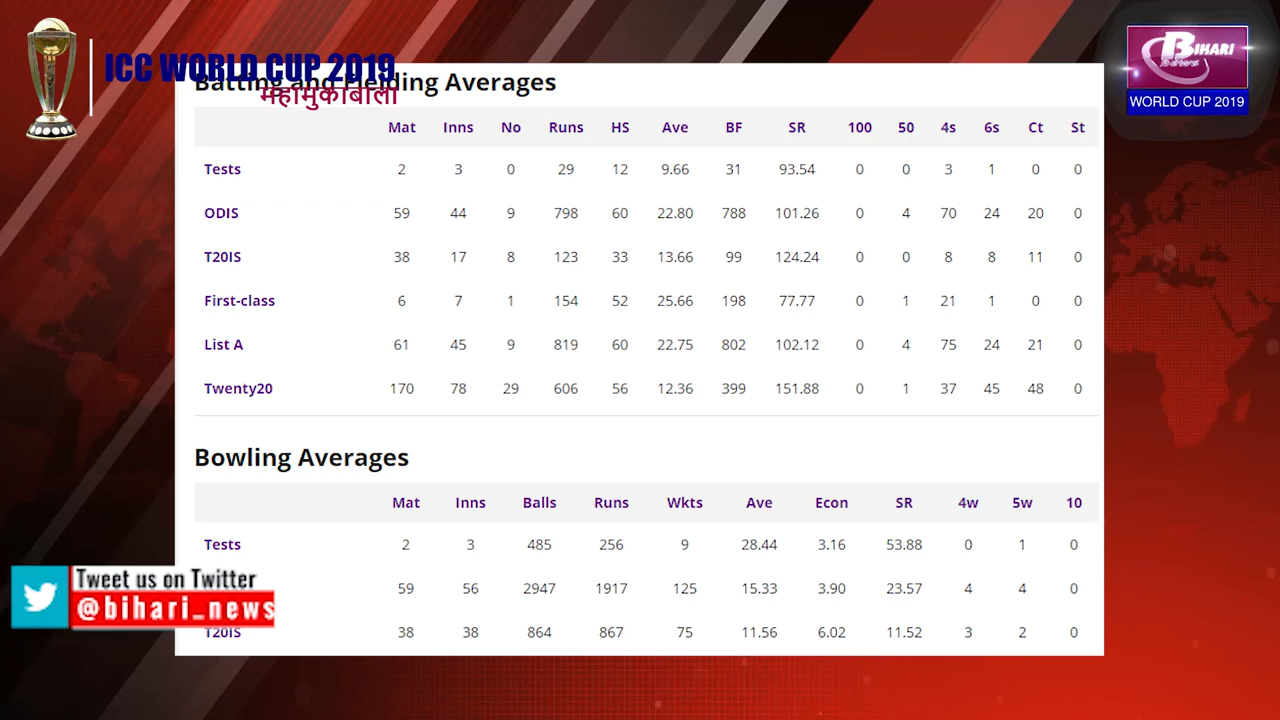 ICC WORLD CUP 2019
महामुकाबला
BIHARI
News
WORLD CUP 2019
Batting and Fielding Averages
Mat Inns No Runs HS Ave BF SR 100 50 4s 6s Ct St
Tests 2 3 0 29 12 9.66 31 93.54 0 0 3 1 0 0
ODIS 59 44 9 798 60 22.80 788 101.26 0 4 70 24 20 0
T20IS 38 17 8 123 33 13.66 99 124.24 0 0 8 8 11 0
First-class 6 7 1 154 52 25.66 198 77.77 0 1 21 1 0 0
List A 61 45 9 819 60 22.75 802 102.12 0 4 75 24 21 0
Twenty20 170 78 29 606 56 12.36 399 151.88 0 1 37 45 48 0
Bowling Averages
Mat Inns Balls Runs Wkts Ave Econ SR 4w 5w 10
Tests 2 3 485 256 9 28.44 3.16 53.88 0 1 0
59 56 2947 1917 125 15.33 3.90 23.57 4 4 0
T20IS 38 38 864 867 75 11.56 6.02 11.52 3 2 0
Tweet us on Twitter
@bihari_news